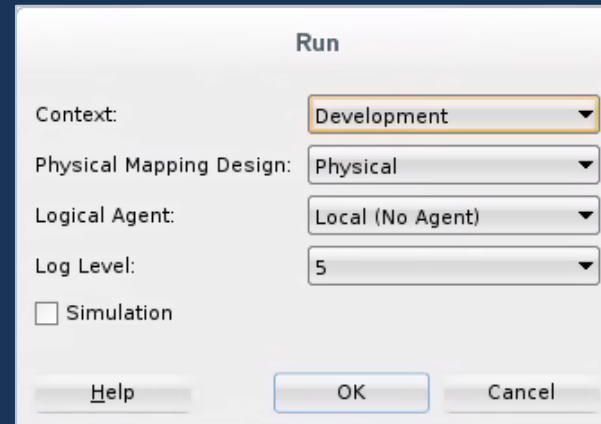 Run
Context: Development
Physical Mapping Design: Physical
Logical Agent: Local (No Agent)
Log Level: 5
Simulation
Help OK Cancel